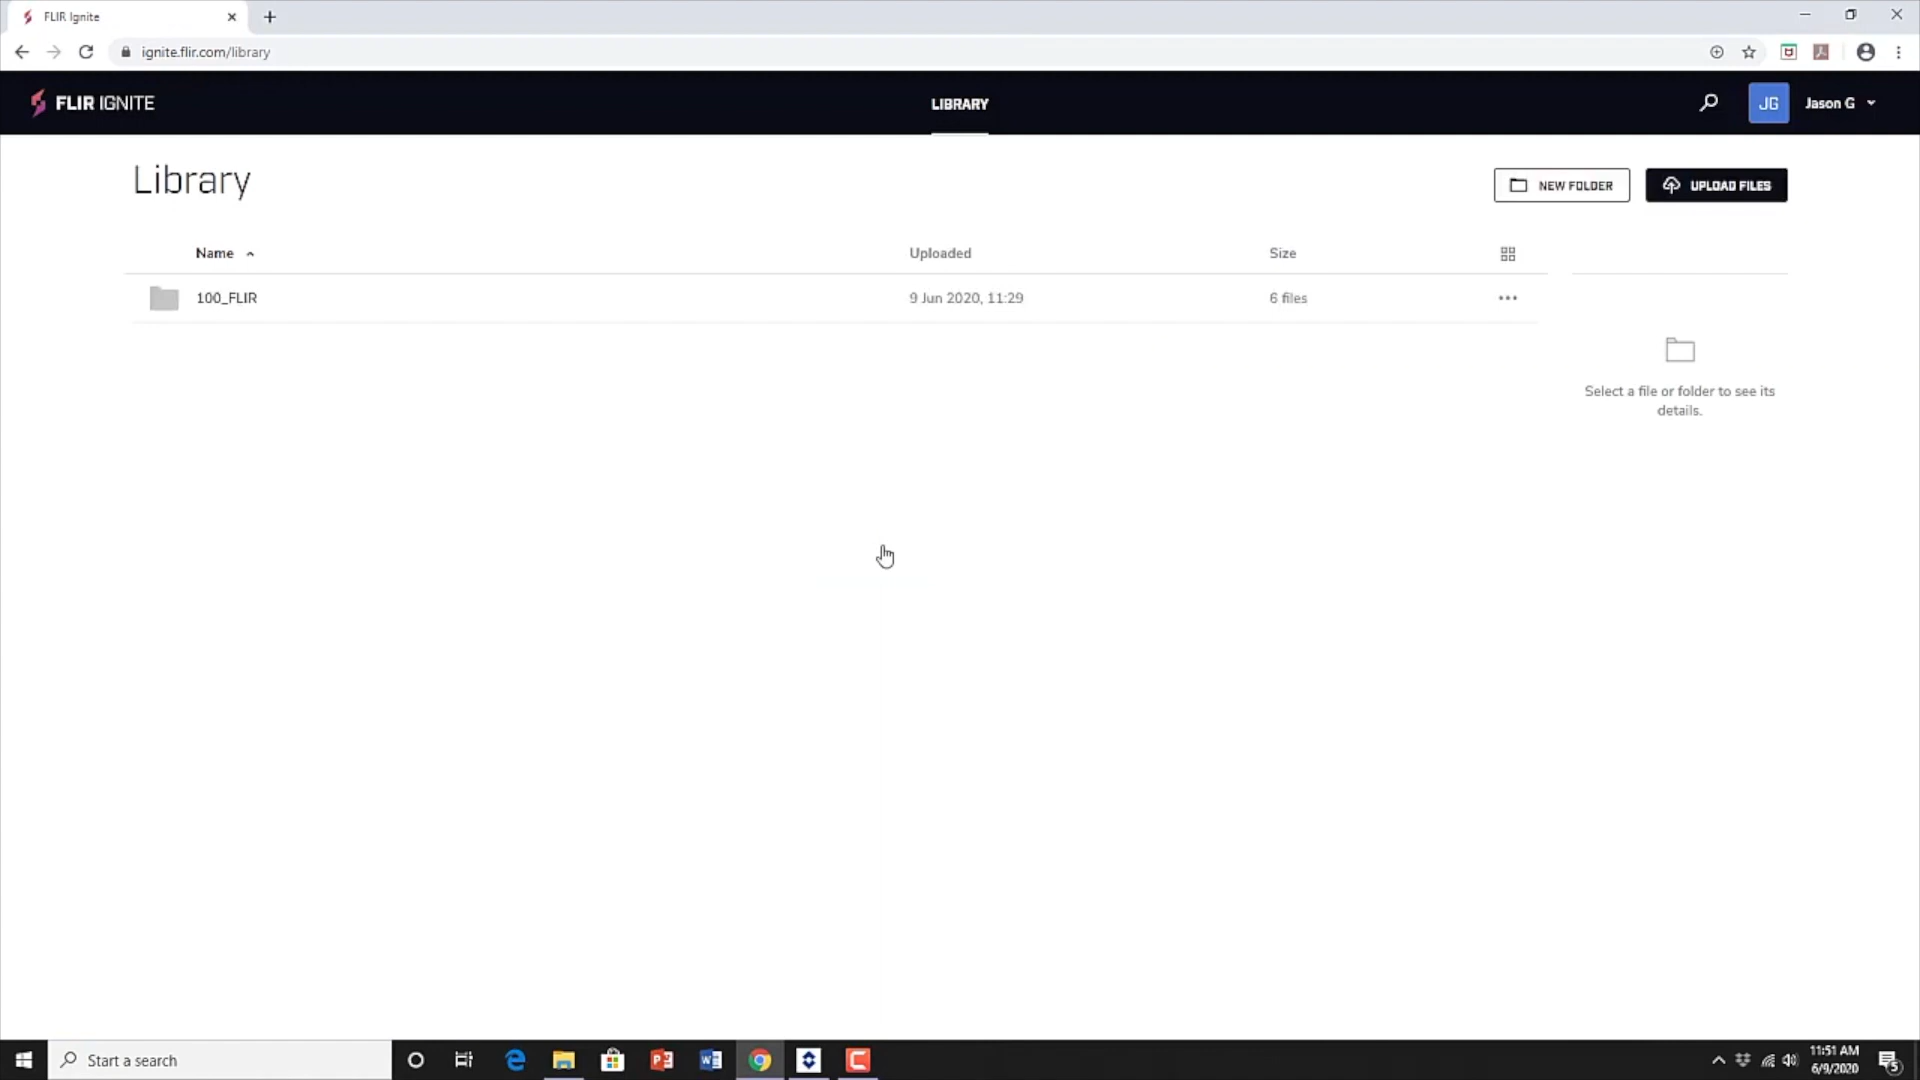 FLIR Ignite
ignite.flir.com/library
FLIR IGNITE
LIBRARY
JG
Jason G
Library
NEW FOLDER
UPLOAD FILES
Name
Uploaded
Size
100_FLIR
9 Jun 2020, 11:29
6 files
Select a file or folder to see its
details.
Start a search
11:51 AM
6/9/2020
5